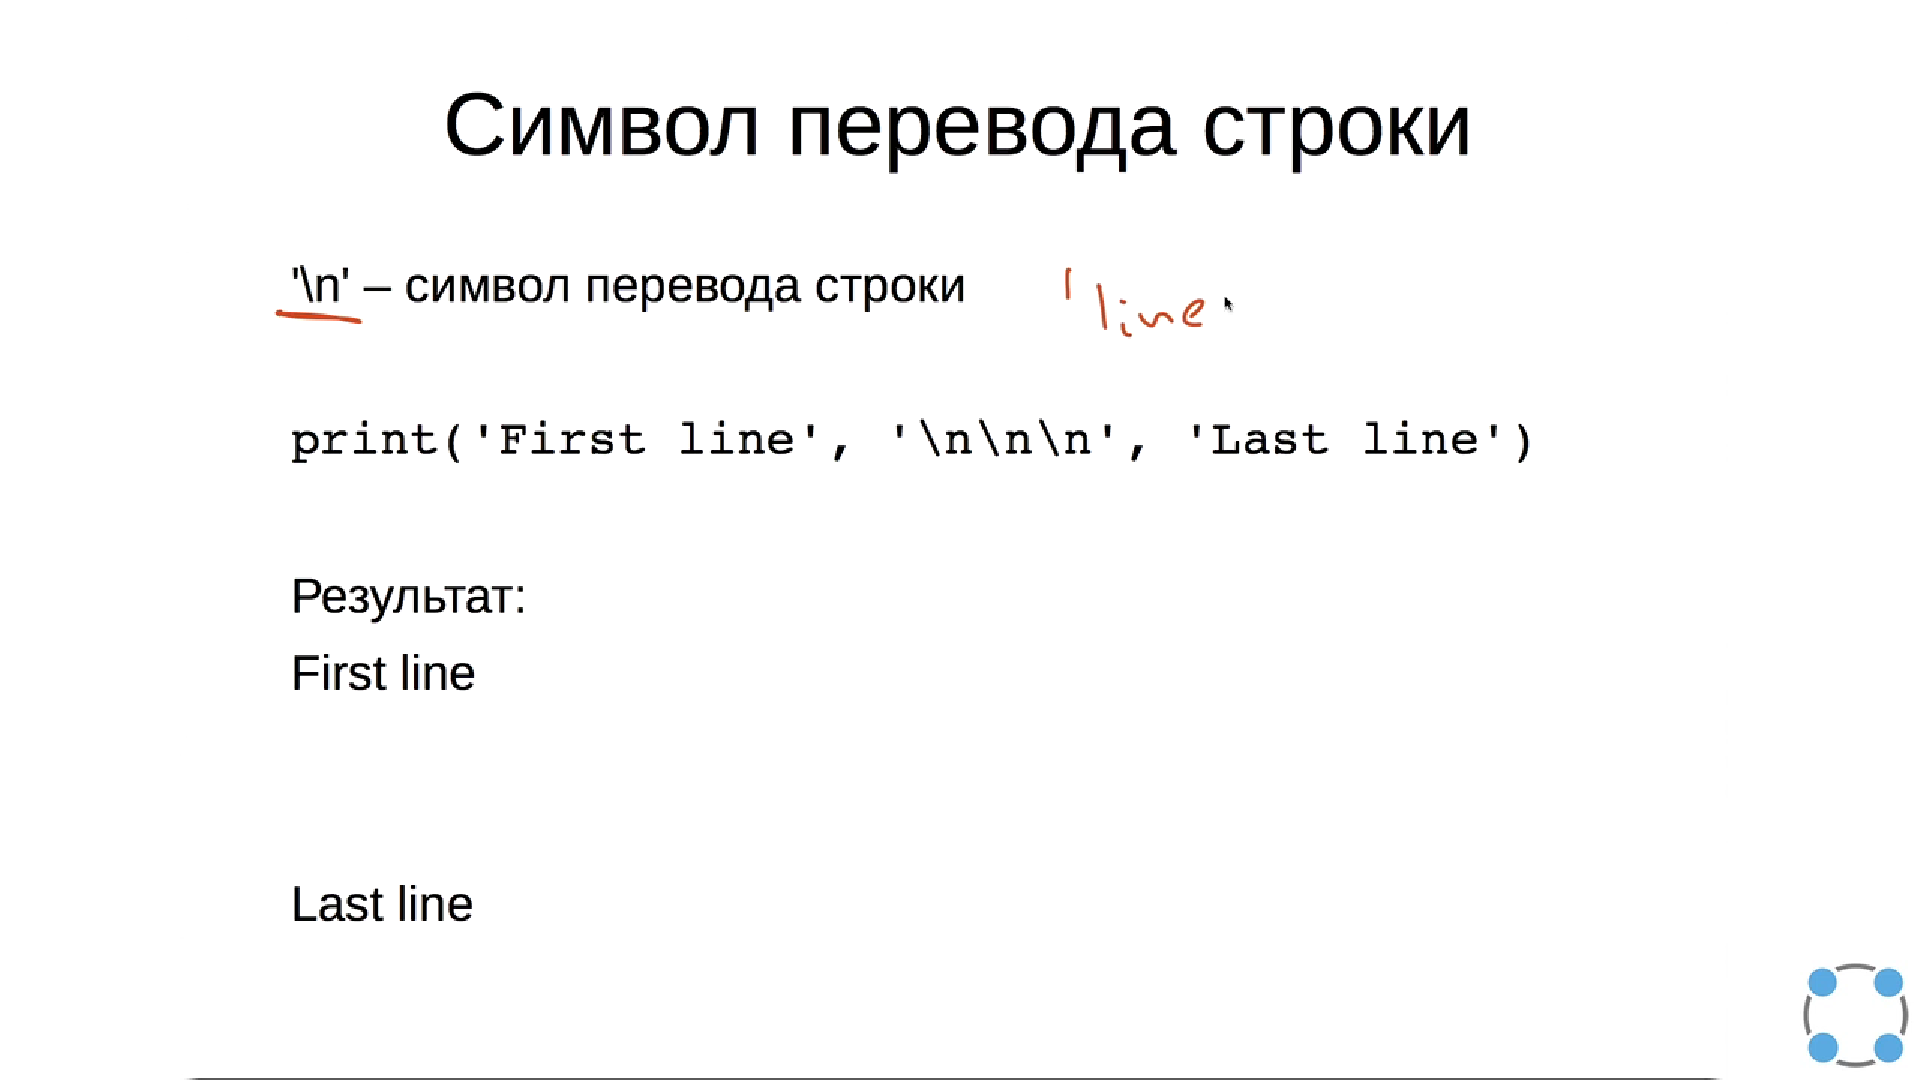 Символ перевода строки
'\n' – символ перевода строки 'line
print('First line', '\n\n\n', 'Last line')
Результат:
First line
Last line